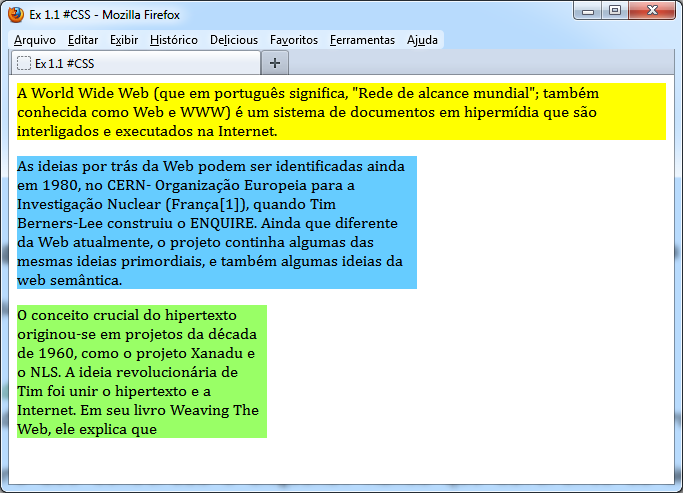 Ex 1.1 #CSS - Mozilla Firefox
Arquivo Editar Exibir Histórico Delicious Favoritos Ferramentas Ajuda
Ex 1.1 #CSS
A World Wide Web (que em português significa, "Rede de alcance mundial"; também
conhecida como Web e WWW) é um sistema de documentos em hipermídia que são
interligados e executados na Internet.
As ideias por trás da Web podem ser identificadas ainda
em 1980, no CERN- Organização Europeia para a
Investigação Nuclear (França[1]), quando Tim
Berners-Lee construiu o ENQUIRE. Ainda que diferente
da Web atualmente, o projeto continha algumas das
mesmas ideias primordiais, e também algumas ideias da
web semântica.
O conceito crucial do hipertexto
originou-se em projetos da década
de 1960, como o projeto Xanadu e
o NLS. A ideia revolucionária de
Tim foi unir o hipertexto e a
Internet. Em seu livro Weaving The
Web, ele explica que